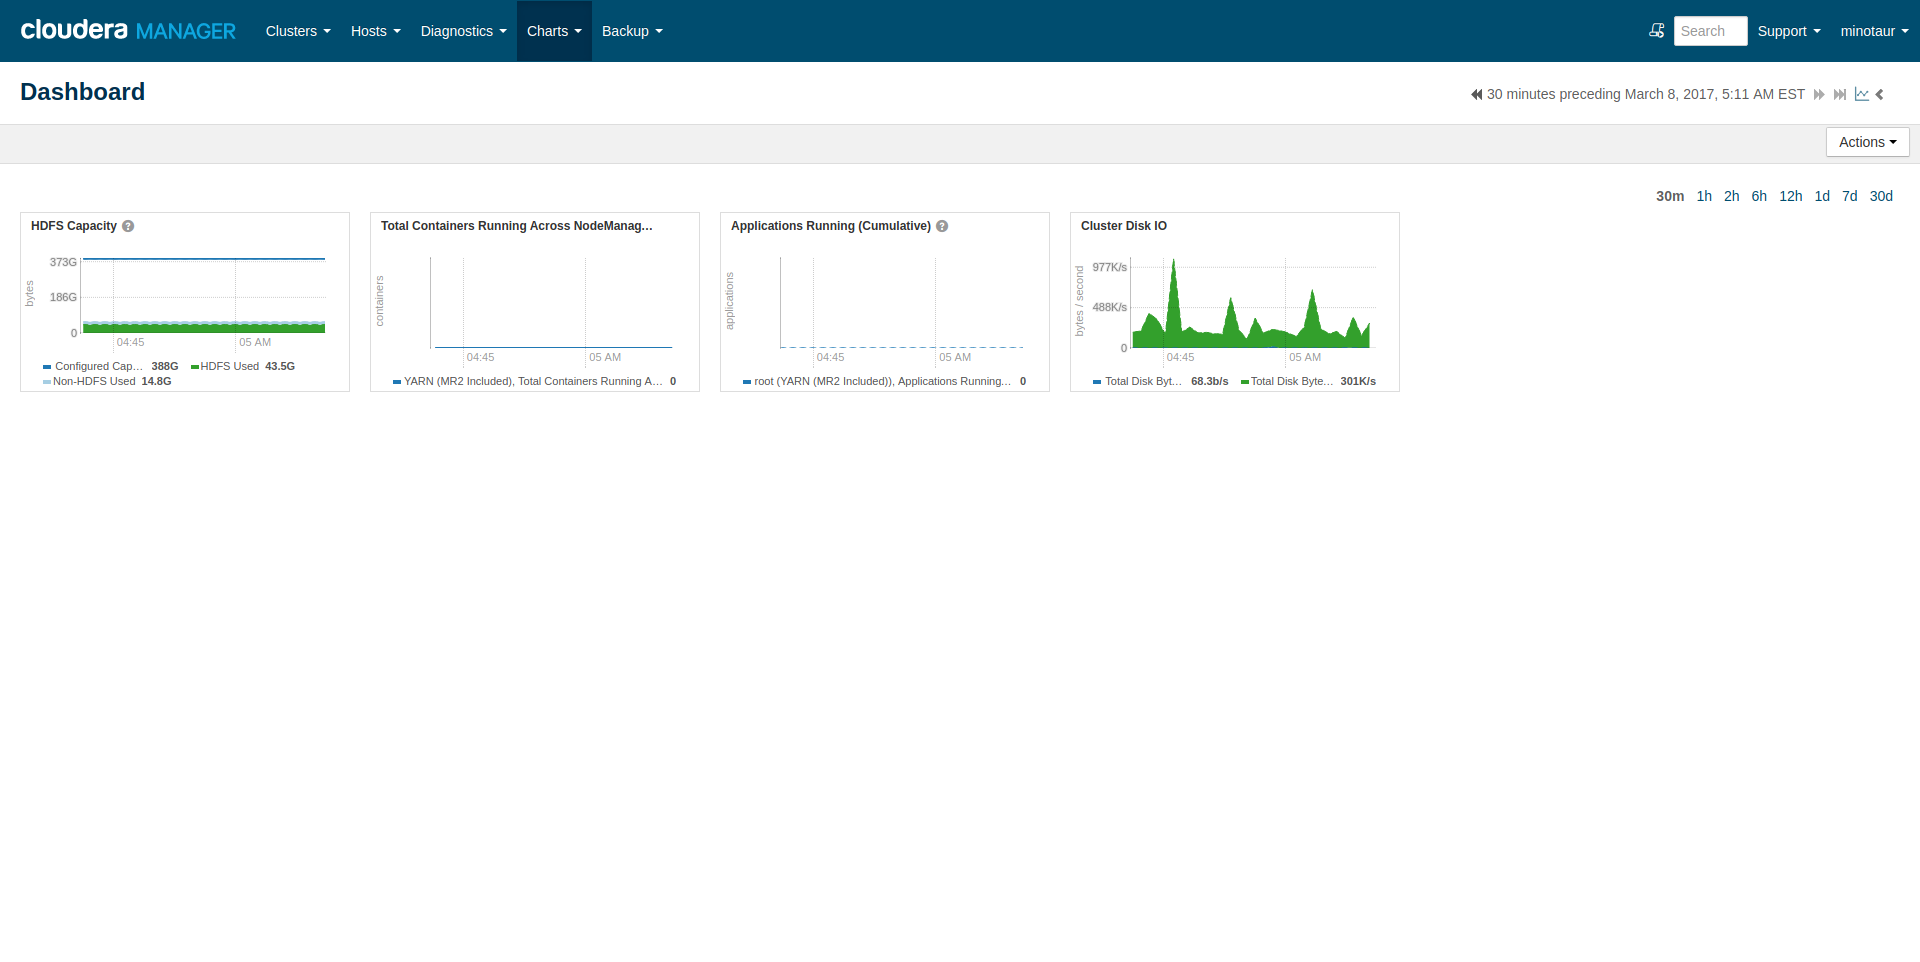 cloudera MANAGER Clusters Hosts Diagnostics Charts Backup Search Support minotaur
Dashboard 30 minutes preceding March 8, 2017, 5:11 AM EST
Actions
30m 1h 2h 6h 12h 1d 7d 30d
HDFS Capacity ?
bytes
373G
186G
0
04:45 05 AM
Configured Cap... 388G HDFS Used 43.5G
Non-HDFS Used 14.8G
Total Containers Running Across NodeManag...
containers
04:45 05 AM
YARN (MR2 Included), Total Containers Running A... 0
Applications Running (Cumulative) ?
applications
04:45 05 AM
root (YARN (MR2 Included)), Applications Running... 0
Cluster Disk IO
bytes / second
977K/s
488K/s
0
04:45 05 AM
Total Disk Byt... 68.3b/s Total Disk Byte... 301K/s